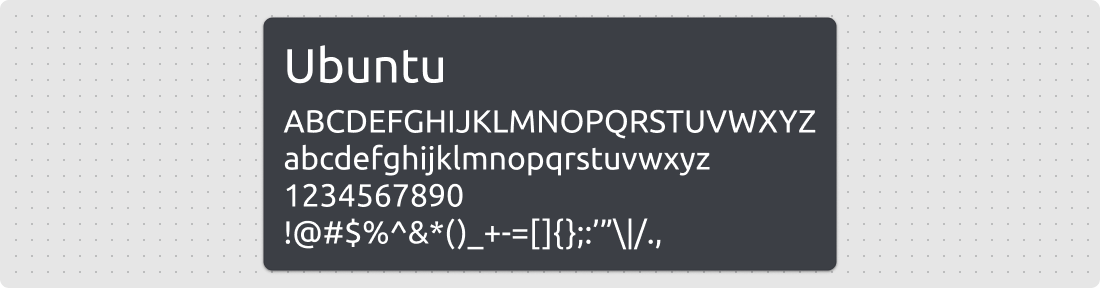 Ubuntu
ABCDEFGHIJKLMNOPQRSTUVWXYZ
abcdefghijklmnopqrstuvwxyz
1234567890
!@#$%^&*()_+-=[]{};:’”\|/.,